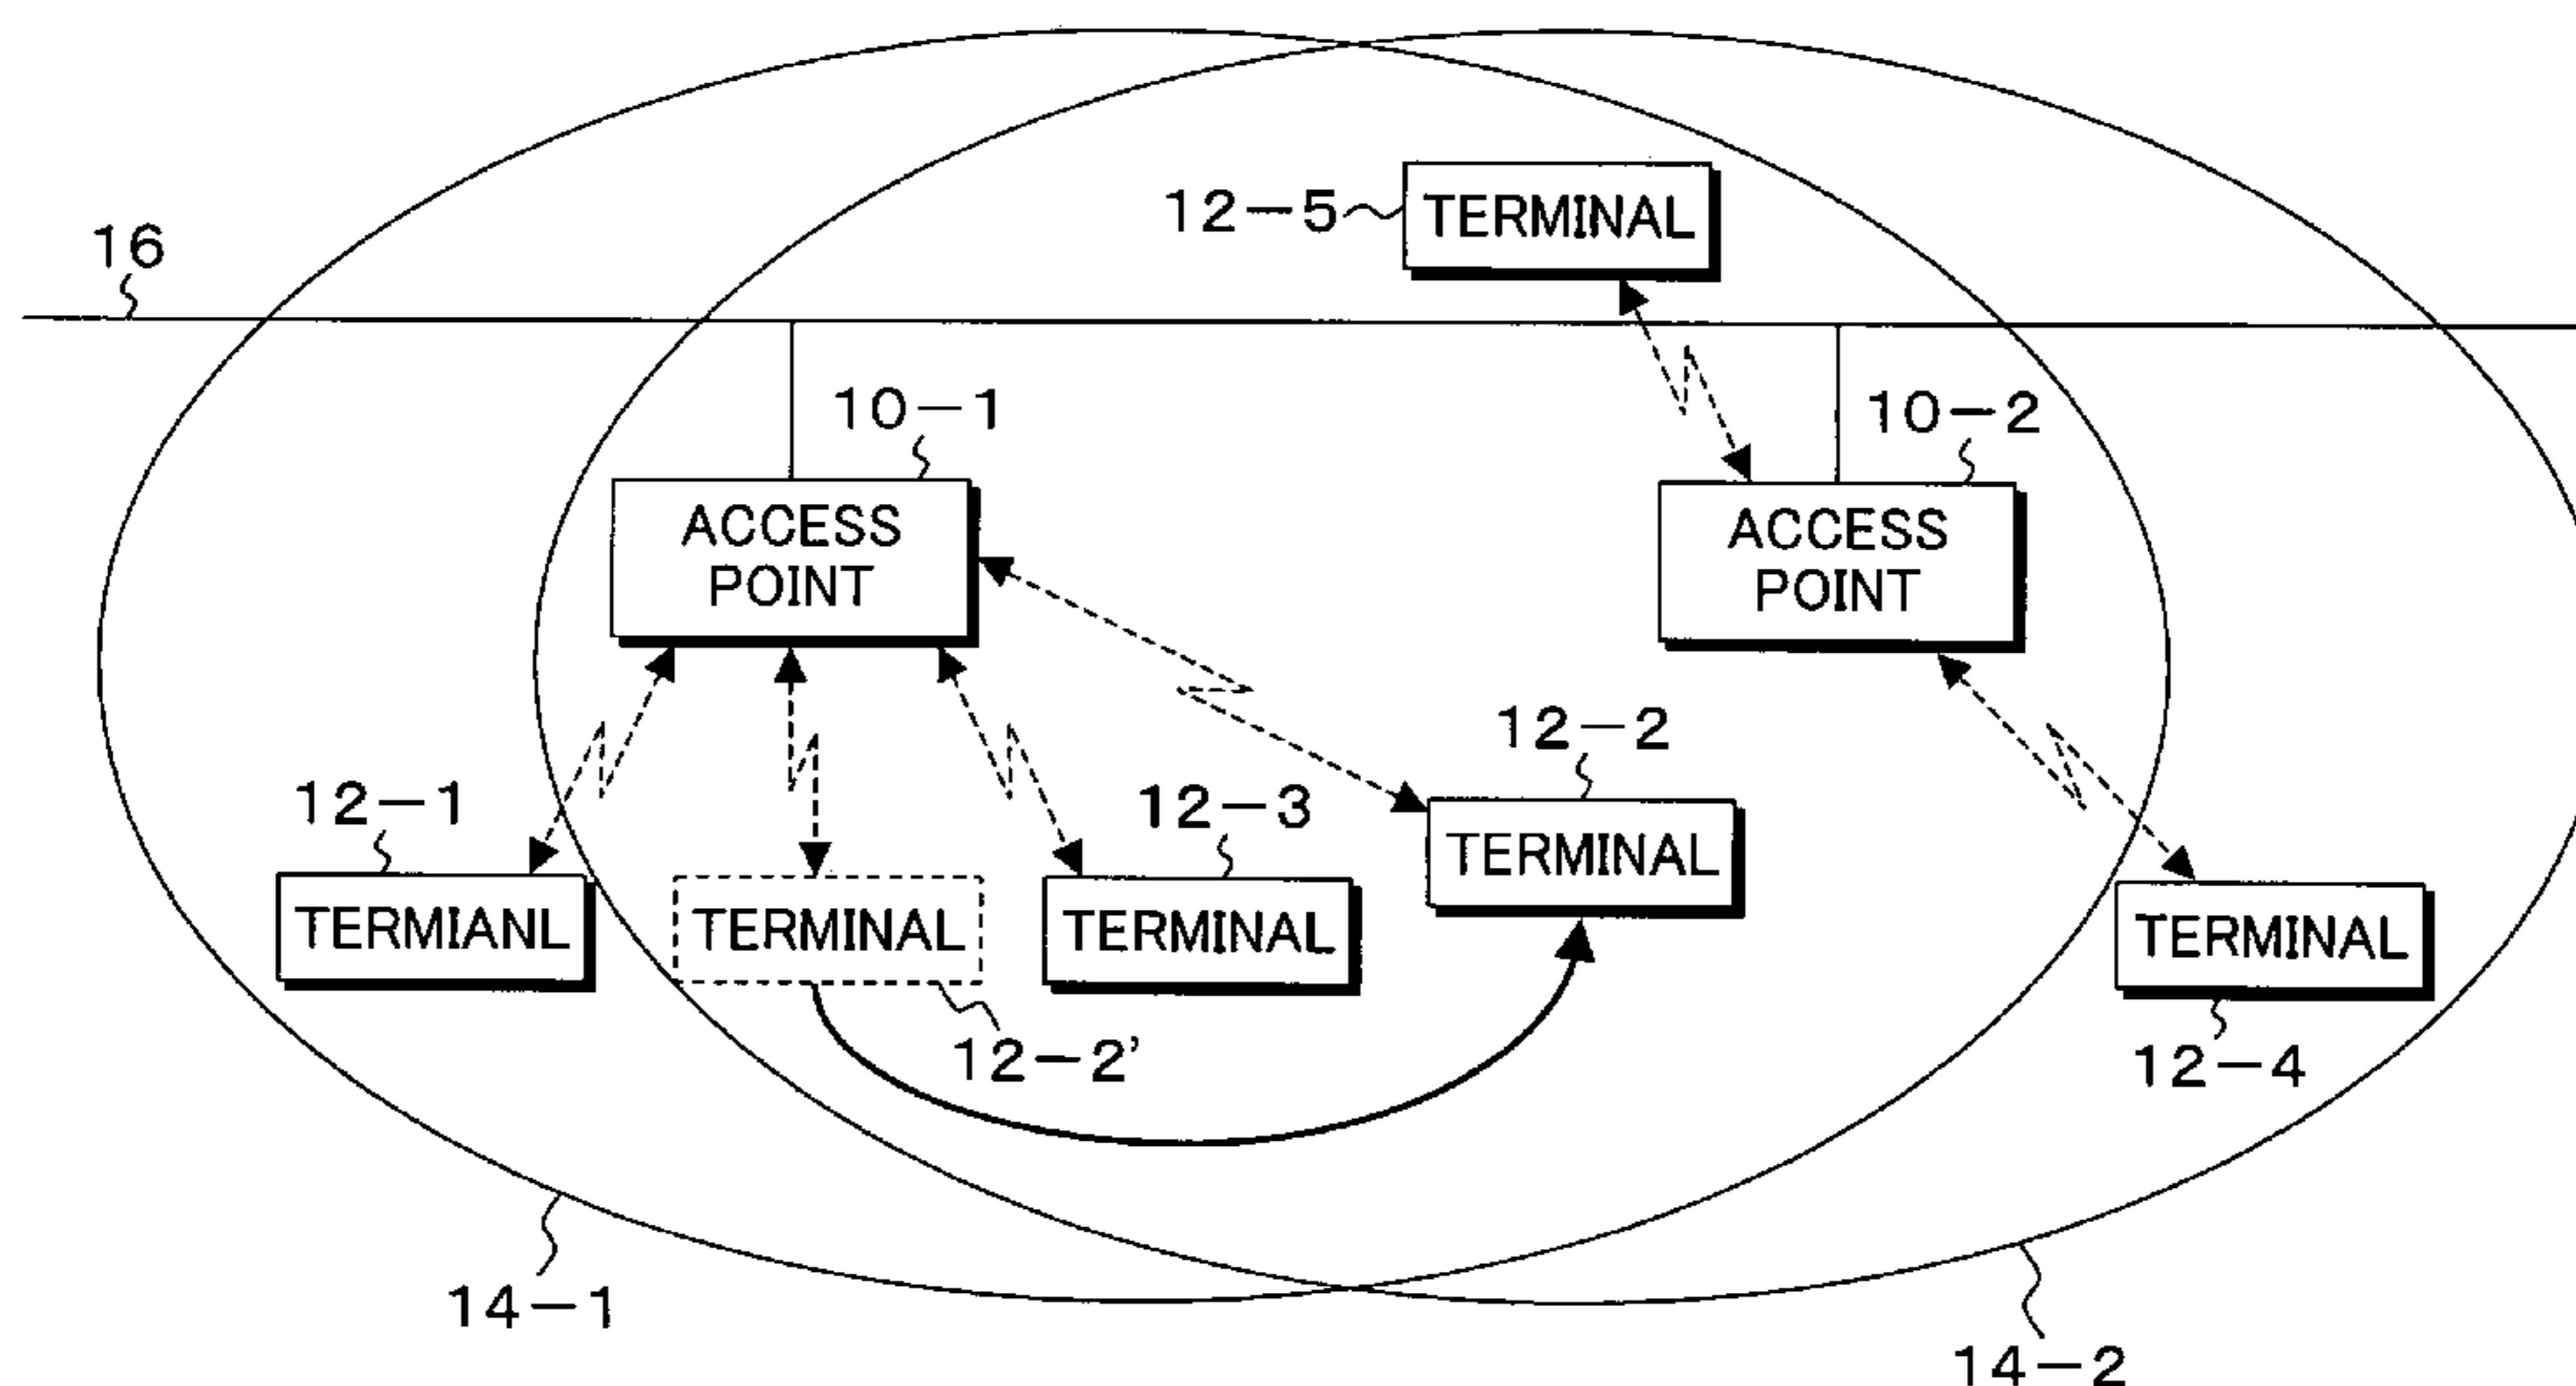 12-5
TERMINAL
16
10-1
10-2
ACCESS
POINT
ACCESS
POINT
12-2
12-1
12-3
TERMINAL
TERMIANL
TERMINAL
TERMINAL
TERMINAL
12-2'
12-4
14-1
14-2